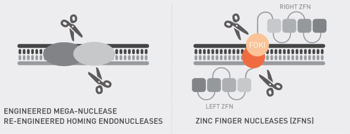 RIGHT ZFN
FOKI
LEFT ZFN
ENGINEERED MEGA-NUCLEASE
RE-ENGINEERED HOMING ENDONUCLEASES
ZINC FINGER NUCLEASES (ZFNS)